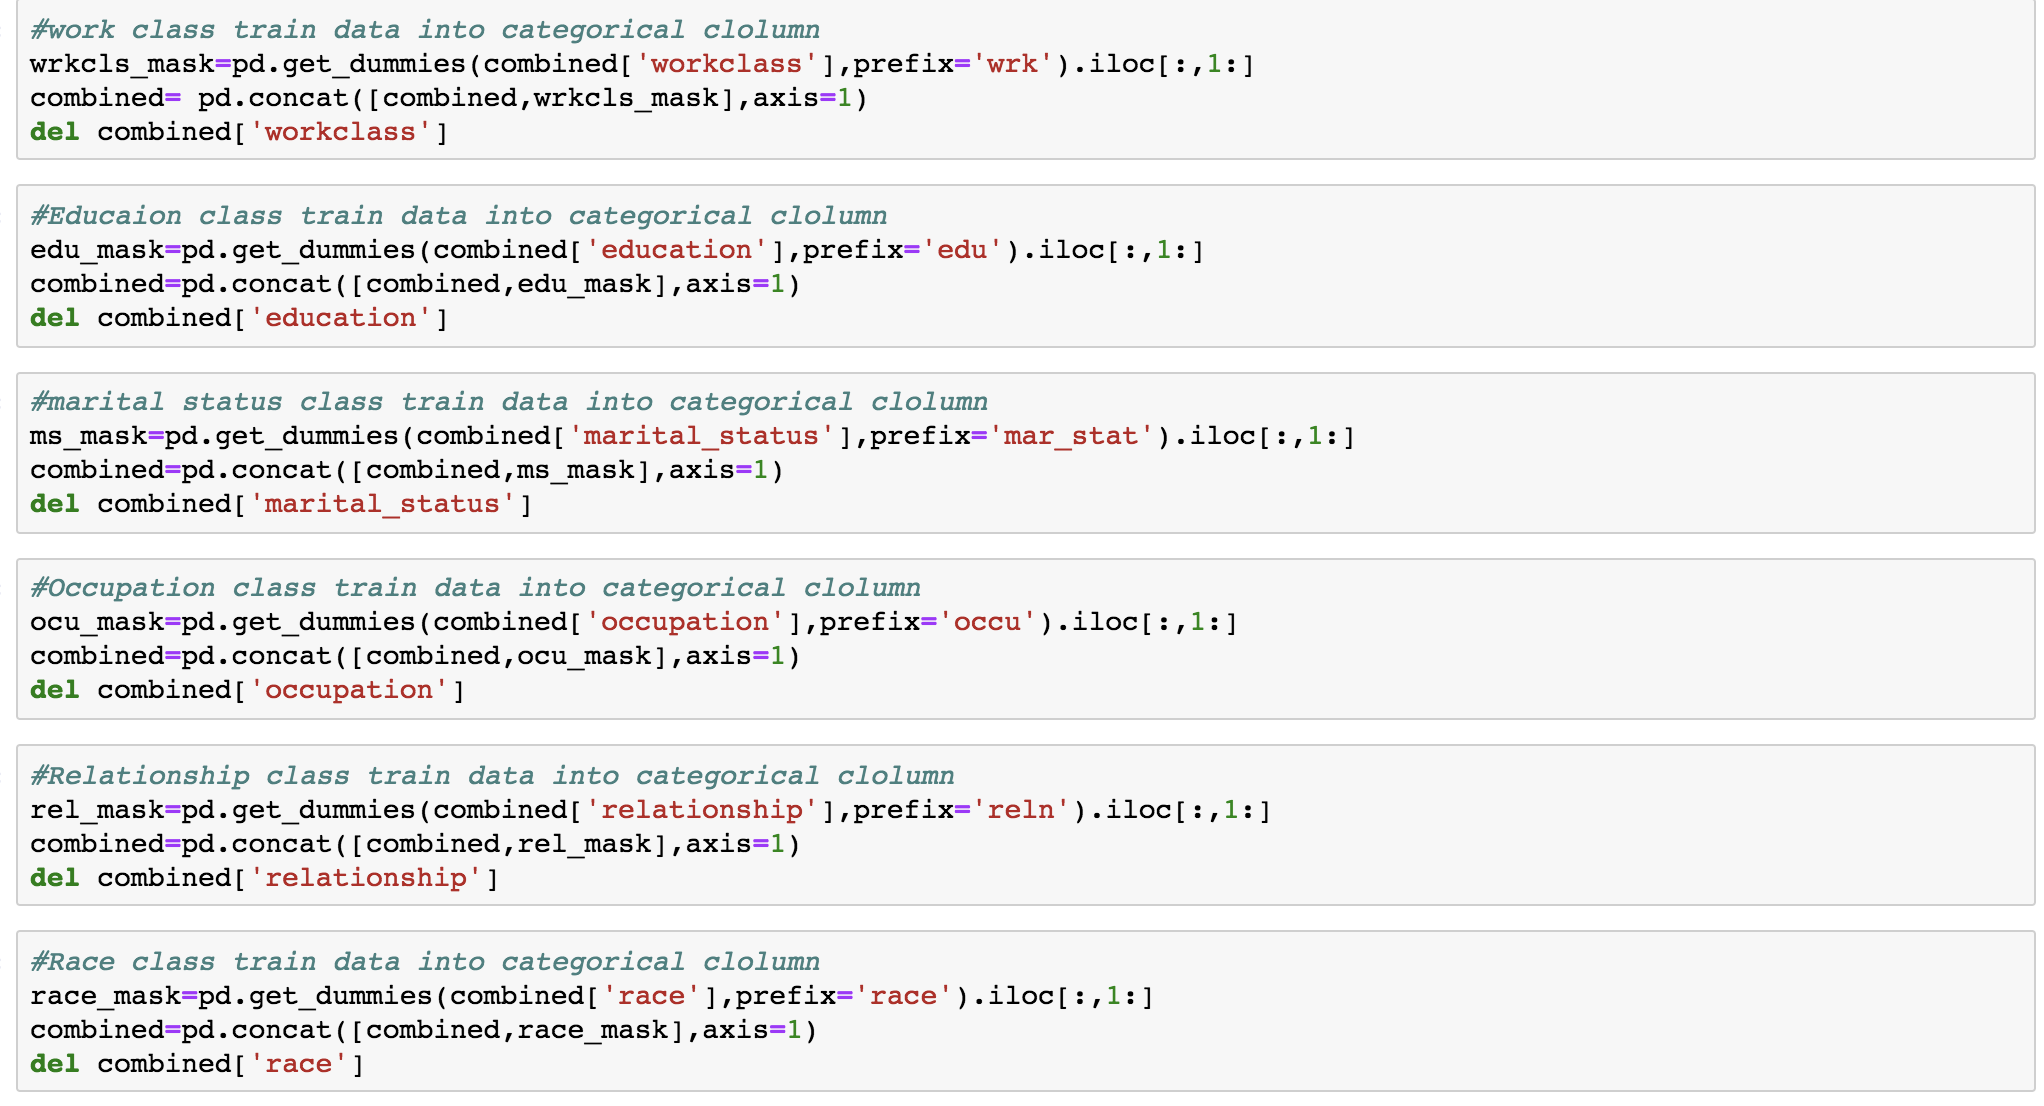 #work class train data into categorical clolumn
wrkcls_mask=pd.get_dummies(combined['workclass'],prefix='wrk').iloc[:,1:]
combined= pd.concat([combined,wrkcls_mask],axis=1)
del combined['workclass']
#Educaion class train data into categorical clolumn
edu_mask=pd.get_dummies(combined['education'],prefix='edu').iloc[:,1:]
combined=pd.concat([combined,edu_mask],axis=1)
del combined['education']
#marital status class train data into categorical clolumn
ms_mask=pd.get_dummies(combined['marital_status'],prefix='mar_stat').iloc[:,1:]
combined=pd.concat([combined,ms_mask],axis=1)
del combined['marital_status']
#Occupation class train data into categorical clolumn
ocu_mask=pd.get_dummies(combined['occupation'],prefix='occu').iloc[:,1:]
combined=pd.concat([combined,ocu_mask],axis=1)
del combined['occupation']
#Relationship class train data into categorical clolumn
rel_mask=pd.get_dummies(combined['relationship'],prefix='reln').iloc[:,1:]
combined=pd.concat([combined,rel_mask],axis=1)
del combined['relationship']
#Race class train data into categorical clolumn
race_mask=pd.get_dummies(combined['race'],prefix='race').iloc[:,1:]
combined=pd.concat([combined,race_mask],axis=1)
del combined['race']